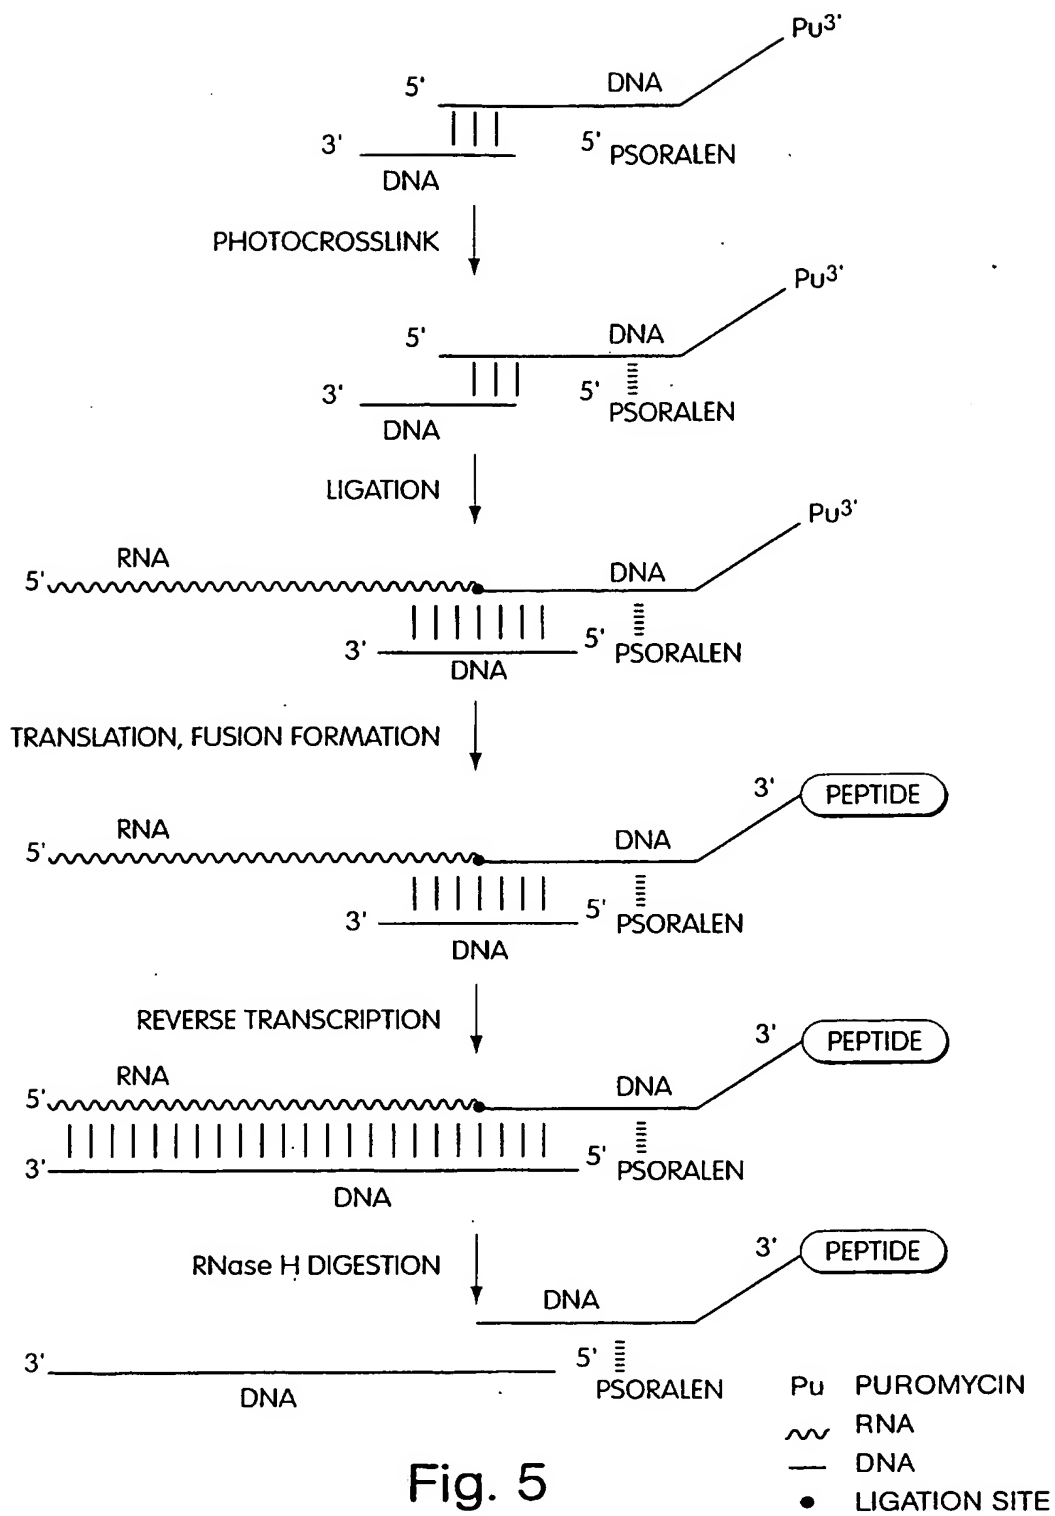 Pu3'
5' DNA
3' 5' PSORALEN
DNA
PHOTOCROSSLINK
Pu3'
5' DNA
3' 5' PSORALEN
DNA
LIGATION
Pu3'
RNA DNA
5'
3' 5' PSORALEN
DNA
TRANSLATION, FUSION FORMATION
3' PEPTIDE
RNA DNA
5'
3' 5' PSORALEN
DNA
REVERSE TRANSCRIPTION
3' PEPTIDE
RNA DNA
5'
3' 5' PSORALEN
DNA
RNase H DIGESTION
3' PEPTIDE
DNA
3' 5' PSORALEN
DNA
Pu PUROMYCIN
RNA
DNA
LIGATION SITE
Fig. 5